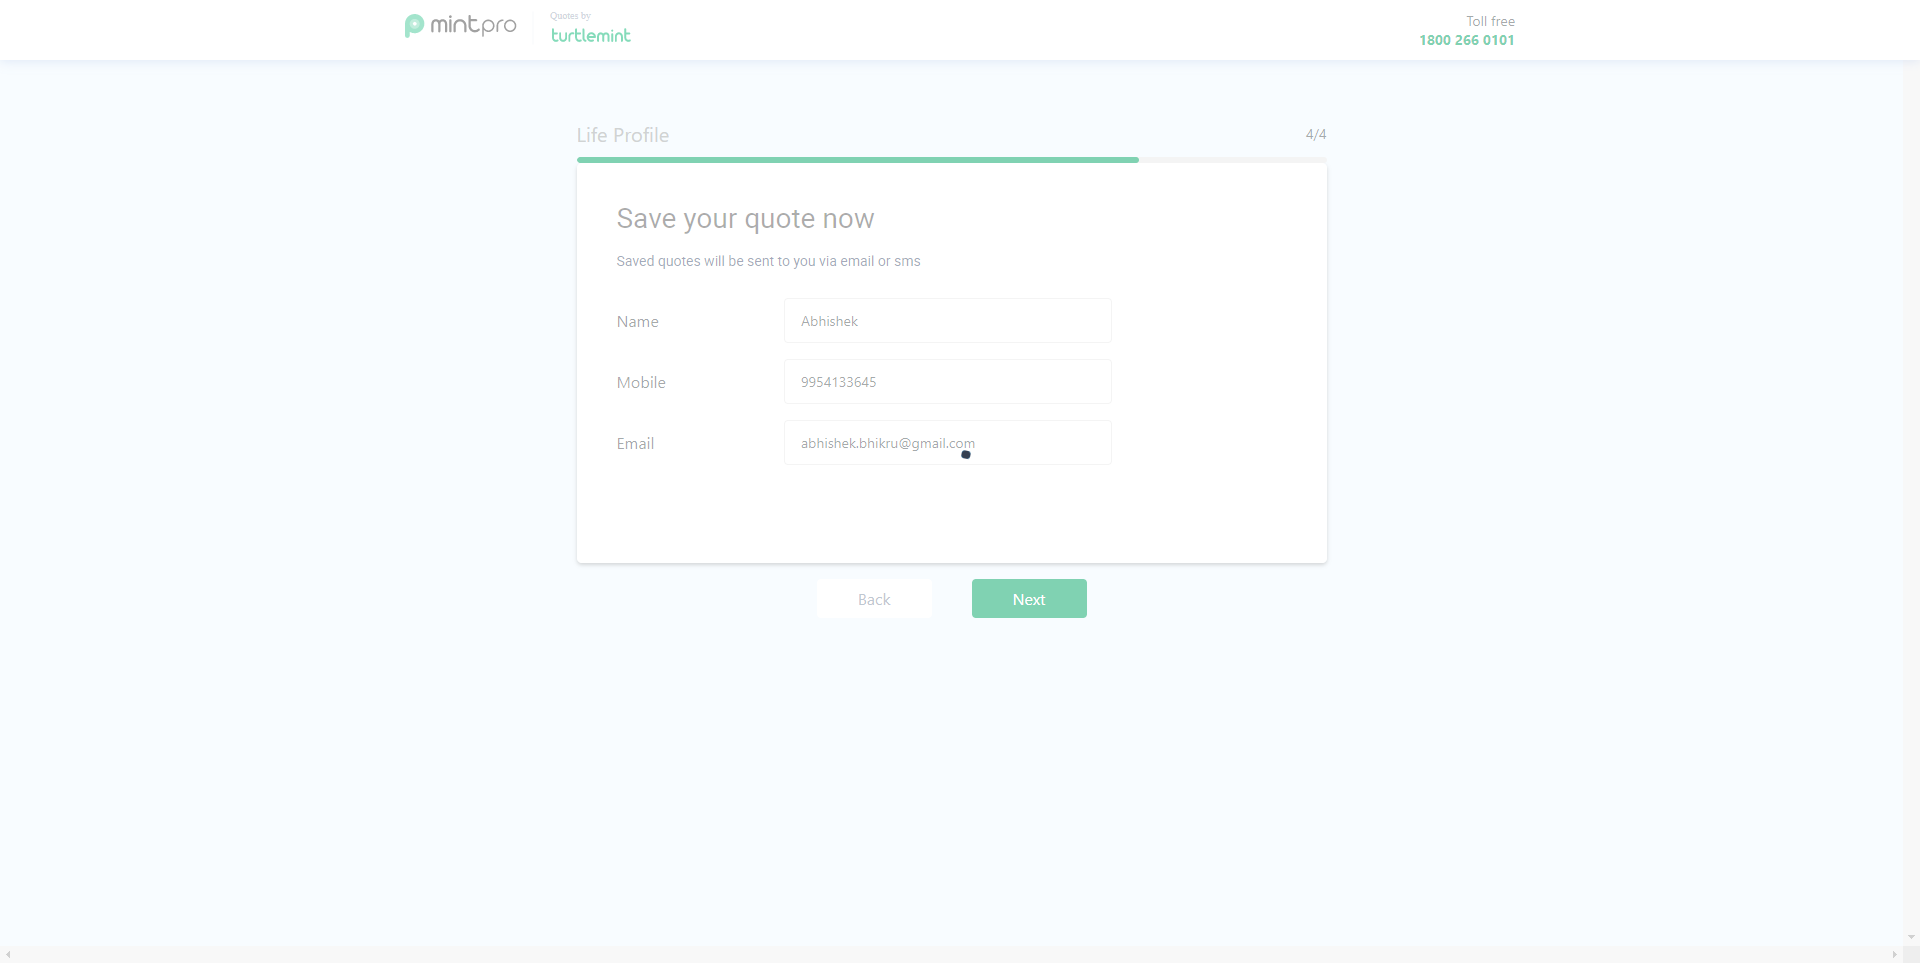 mintpro
Quotes by
turtlemint
Toll free
1800 266 0101
Life Profile
4/4
Save your quote now
Saved quotes will be sent to you via email or sms
Name
Abhishek
Mobile
9954133645
Email
abhishek.bhikru@gmail.com
Back
Next